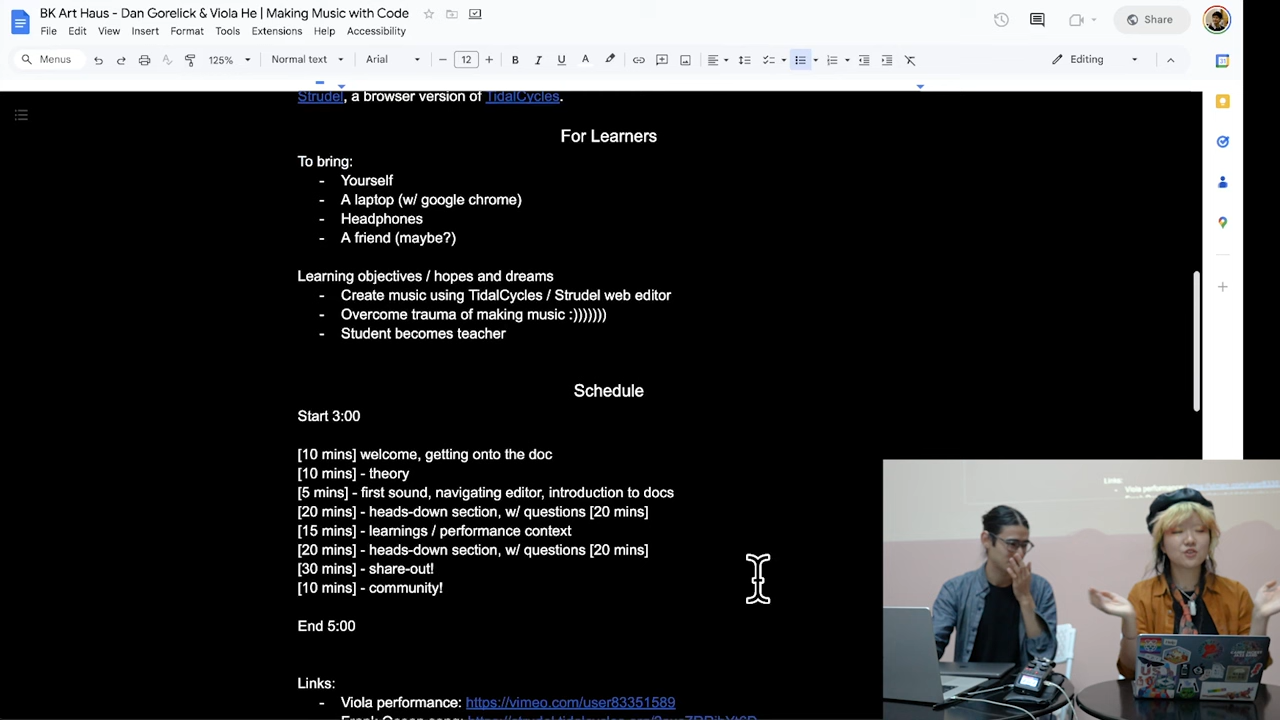 BK Art Haus - Dan Gorelick & Viola He | Making Music with Code
File Edit View Insert Format Tools Extensions Help Accessibility
Share
Menus 125% Normal text Arial 12 Editing
31
Strudel, a browser version of TidalCycles.
For Learners
To bring:
- Yourself
- A laptop (w/ google chrome)
- Headphones
- A friend (maybe?)
Learning objectives / hopes and dreams
- Create music using TidalCycles / Strudel web editor
- Overcome trauma of making music :)))))))
- Student becomes teacher
Schedule
Start 3:00
[10 mins] welcome, getting onto the doc
[10 mins] - theory
[5 mins] - first sound, navigating editor, introduction to docs
[20 mins] - heads-down section, w/ questions [20 mins]
[15 mins] - learnings / performance context
[20 mins] - heads-down section, w/ questions [20 mins]
[30 mins] - share-out!
[10 mins] - community!
End 5:00
Links:
- Viola performance: https://vimeo.com/user83351589
Links: